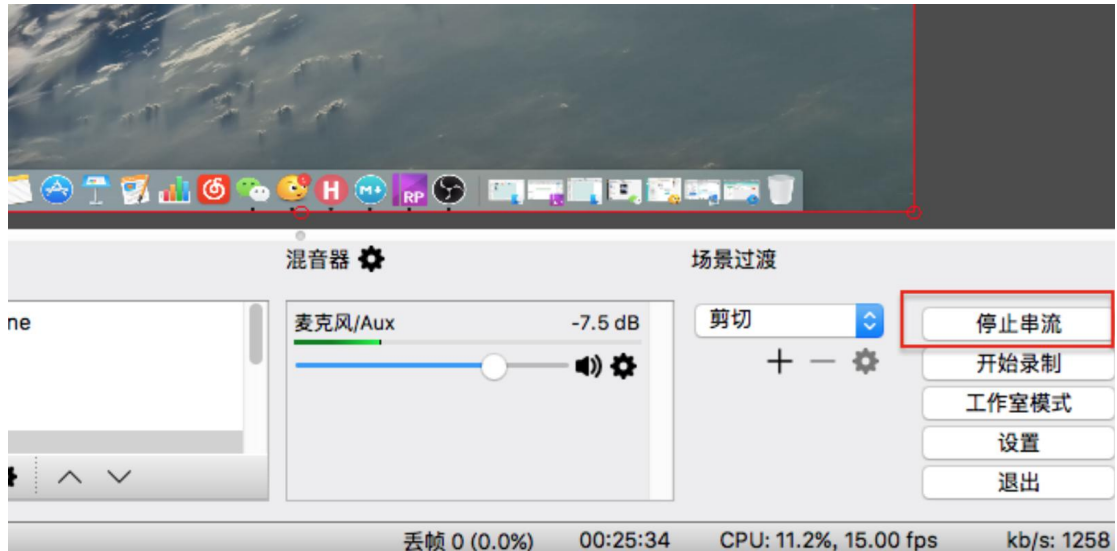 H
M+
RP
混音器
场景过渡
ne
麦克风/Aux
-7.5 dB
剪切
停止串流
开始录制
工作室模式
设置
退出
丢帧 0 (0.0%)
00:25:34
CPU: 11.2%, 15.00 fps
kb/s: 1258